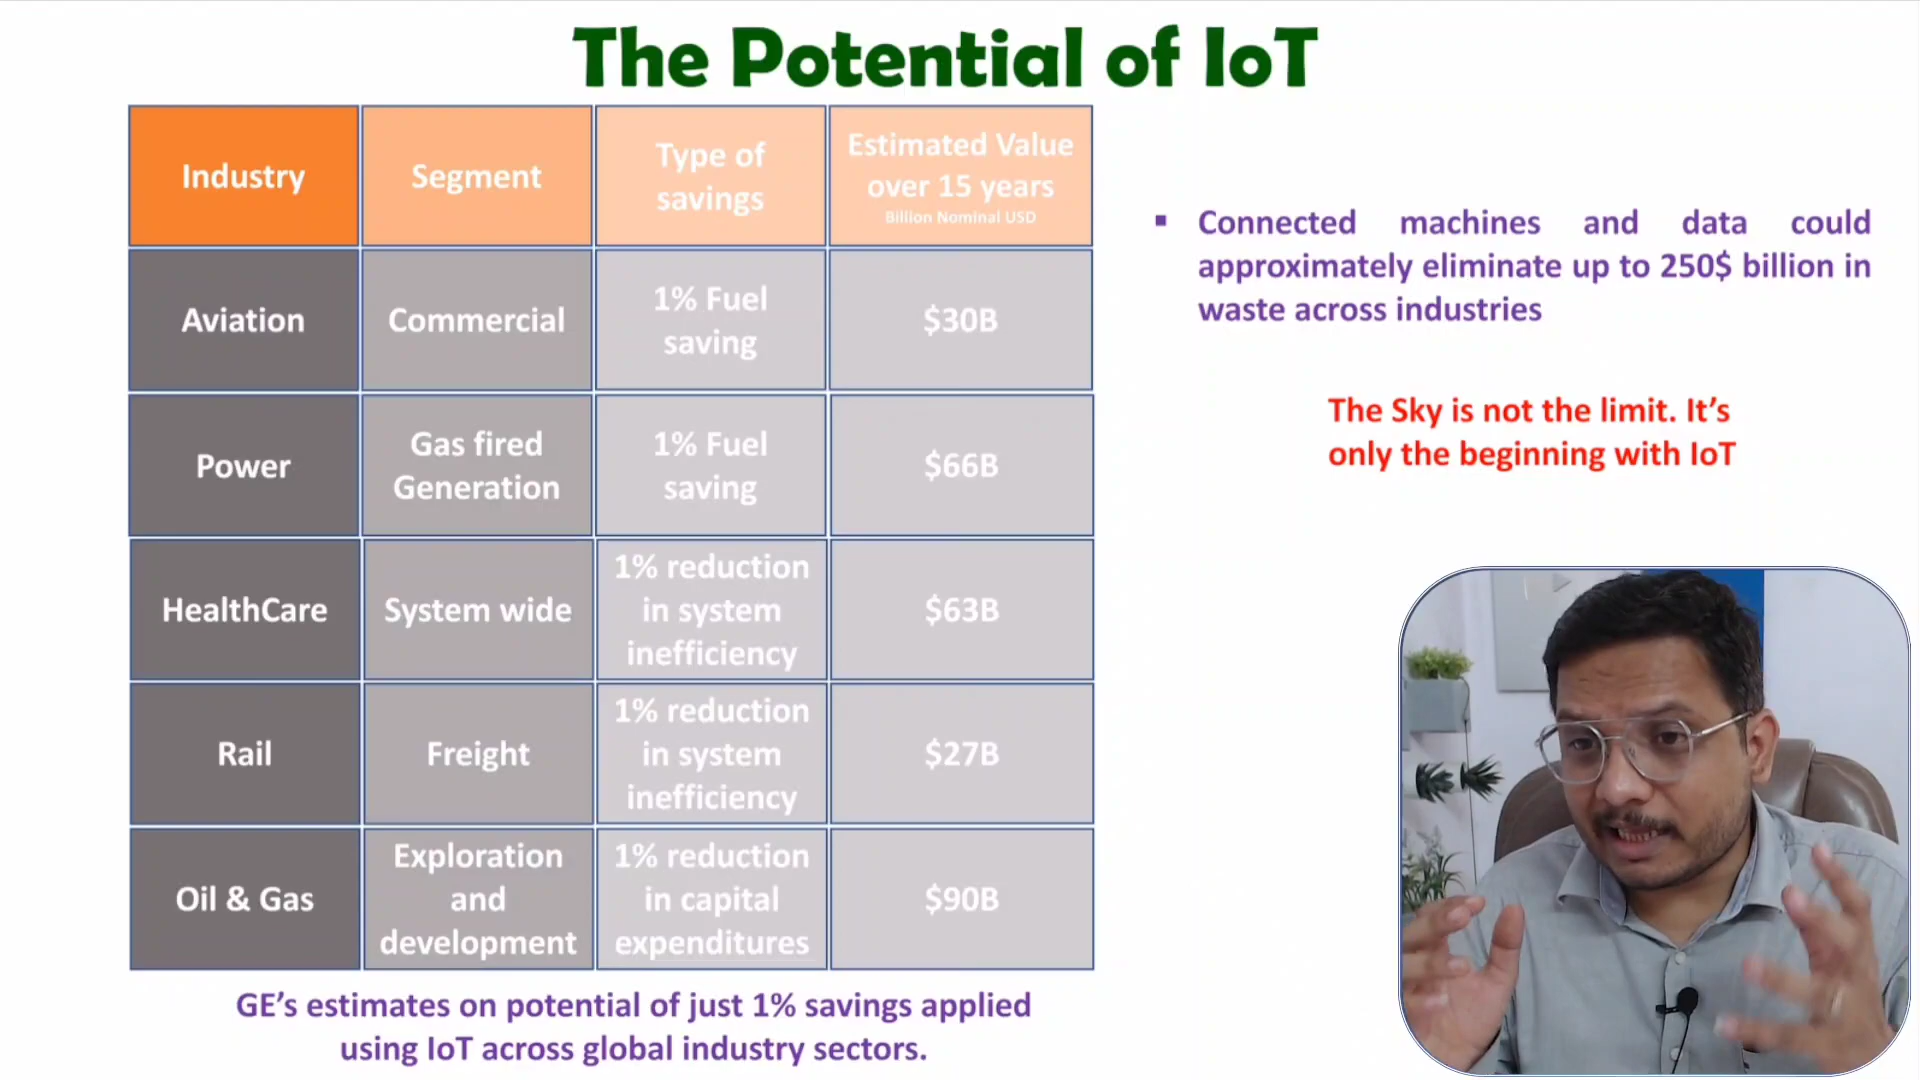 The Potential of IoT
Industry
Segment
Type of
savings
Estimated Value
over 15 years
Billion Nominal USD
Aviation
Commercial
1% Fuel
saving
$30B
Power
Gas fired
Generation
1% Fuel
saving
$66B
HealthCare
System wide
1% reduction
in system
inefficiency
$63B
Rail
Freight
1% reduction
in system
inefficiency
$27B
Oil & Gas
Exploration
and
development
1% reduction
in capital
expenditures
$90B
GE’s estimates on potential of just 1% savings applied
using IoT across global industry sectors.
▪ Connected machines and data could
approximately eliminate up to 250$ billion in
waste across industries
The Sky is not the limit. It’s
only the beginning with IoT